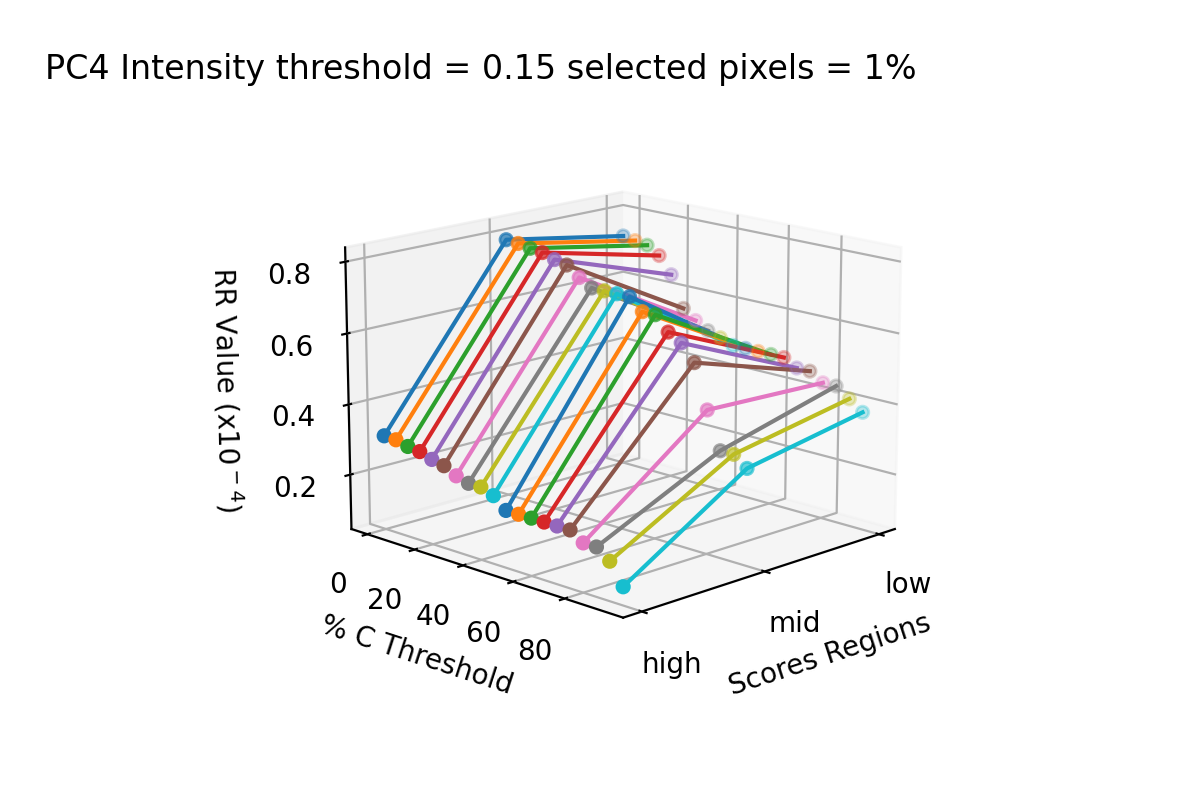 PC4 Intensity threshold = 0.15 selected pixels = 1%
RR Value (x10⁻⁴)
0.8
0.6
0.4
0.2
0
20
40
60
80
% C Threshold
high
mid
low
Scores Regions